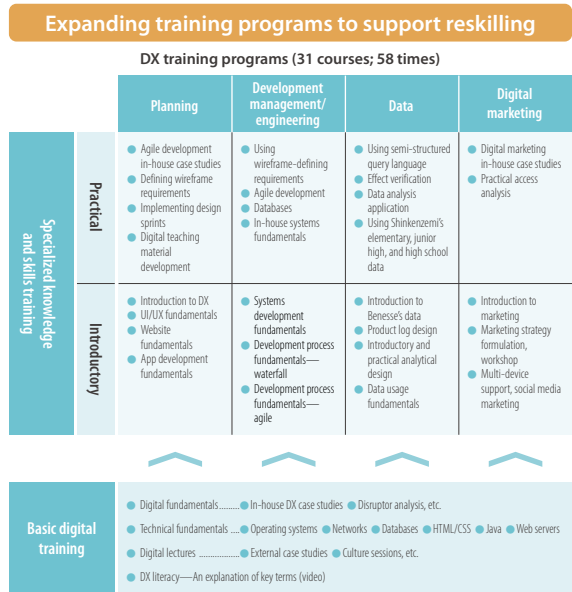 Expanding training programs to support reskilling
DX training programs (31 courses; 58 times)
Planning
Development
management/
engineering
Data
Digital
marketing
Specialized knowledge
and skills training
Practical
Agile development
in-house case studies
Defining wireframe
requirements
Implementing design
sprints
Digital teaching
material
development
Using
wireframe-defining
requirements
Agile development
Databases
In-house systems
fundamentals
Using semi-structured
query language
Effect verification
Data analysis
application
Using Shinkenzemi's
elementary, junior
high, and high school
data
Digital marketing
in-house case studies
Practical access
analysis
Introductory
Introduction to DX
UI/UX fundamentals
Website
fundamentals
App development
fundamentals
Systems
development
fundamentals
Development process
fundamentals—
waterfall
Development process
fundamentals—
agile
Introduction to
Benesse's data
Product log design
Introductory and
practical analytical
design
Data usage
fundamentals
Introduction to
marketing
Marketing strategy
formulation,
workshop
Multi-device
support, social media
marketing
Basic digital
training
Digital fundamentals......... In-house DX case studies Disruptor analysis, etc.
Technical fundamentals .... Operating systems Networks Databases HTML/CSS Java Web servers
Digital lectures .................. External case studies Culture sessions, etc.
DX literacy—An explanation of key terms (video)